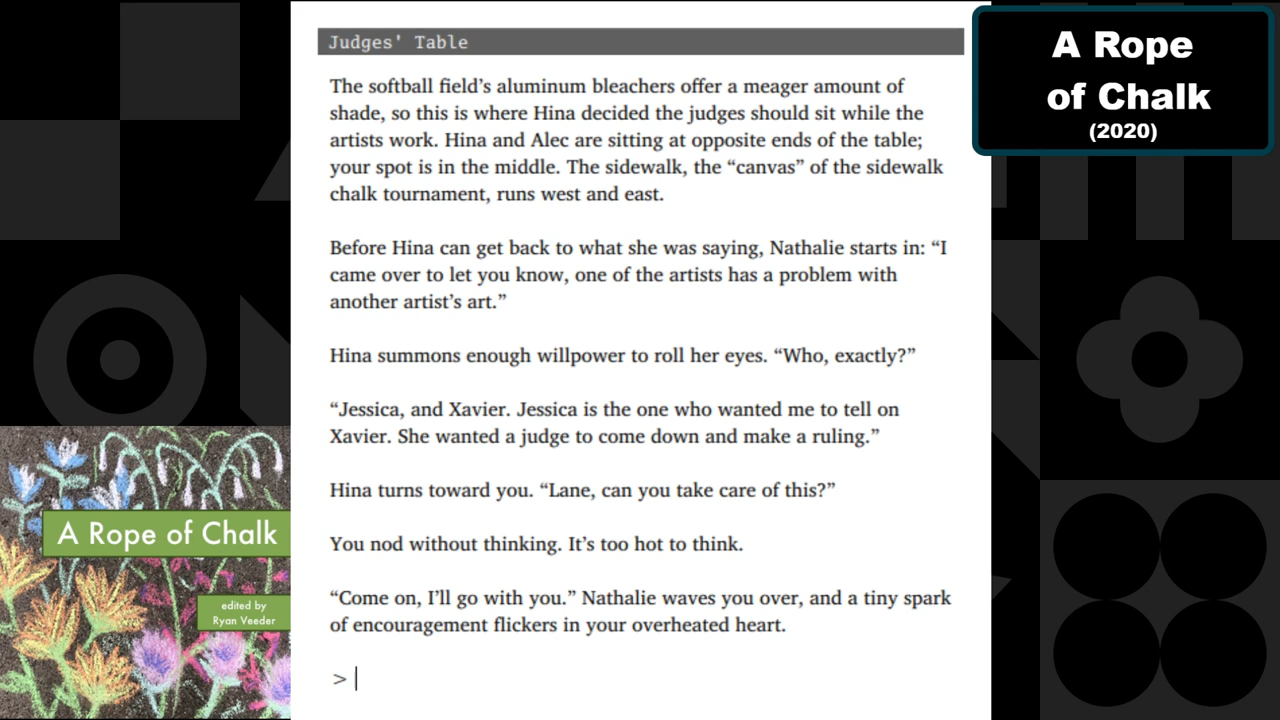 Judges' Table
The softball field’s aluminum bleachers offer a meager amount of
shade, so this is where Hina decided the judges should sit while the
artists work. Hina and Alec are sitting at opposite ends of the table;
your spot is in the middle. The sidewalk, the “canvas” of the sidewalk
chalk tournament, runs west and east.
Before Hina can get back to what she was saying, Nathalie starts in: “I
came over to let you know, one of the artists has a problem with
another artist’s art.”
Hina summons enough willpower to roll her eyes. “Who, exactly?”
“Jessica, and Xavier. Jessica is the one who wanted me to tell on
Xavier. She wanted a judge to come down and make a ruling.”
Hina turns toward you. “Lane, can you take care of this?”
You nod without thinking. It’s too hot to think.
“Come on, I’ll go with you.” Nathalie waves you over, and a tiny spark
of encouragement flickers in your overheated heart.
>
A Rope
of Chalk
(2020)
A Rope of Chalk
edited by
Ryan Veeder